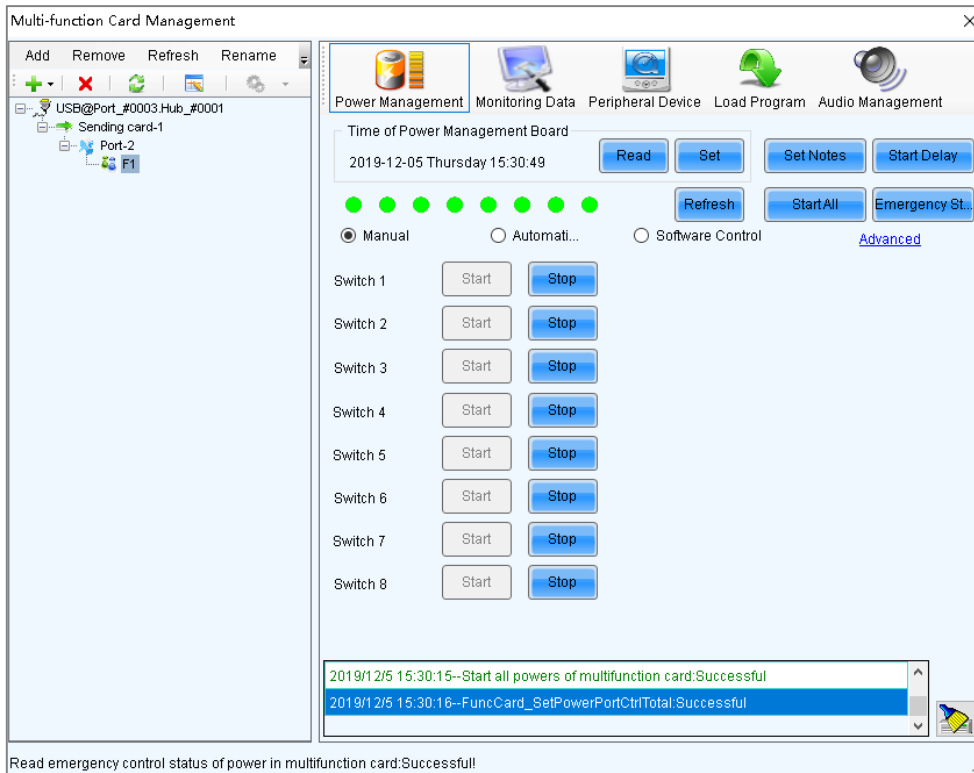 Multi-function Card Management
Add Remove Refresh Rename
USB@Port_#0003.Hub_#0001
Sending card-1
Port-2
F1
Power Management Monitoring Data Peripheral Device Load Program Audio Management
Time of Power Management Board
2019-12-05 Thursday 15:30:49 Read Set Set Notes Start Delay
Refresh StartAll Emergency St...
Manual Automati... Software Control Advanced
Switch 1 Start Stop
Switch 2 Start Stop
Switch 3 Start Stop
Switch 4 Start Stop
Switch 5 Start Stop
Switch 6 Start Stop
Switch 7 Start Stop
Switch 8 Start Stop
2019/12/5 15:30:15--Start all powers of multifunction card:Successful
2019/12/5 15:30:16--FuncCard_SetPowerPortCtrlTotal:Successful
Read emergency control status of power in multifunction card:Successful!